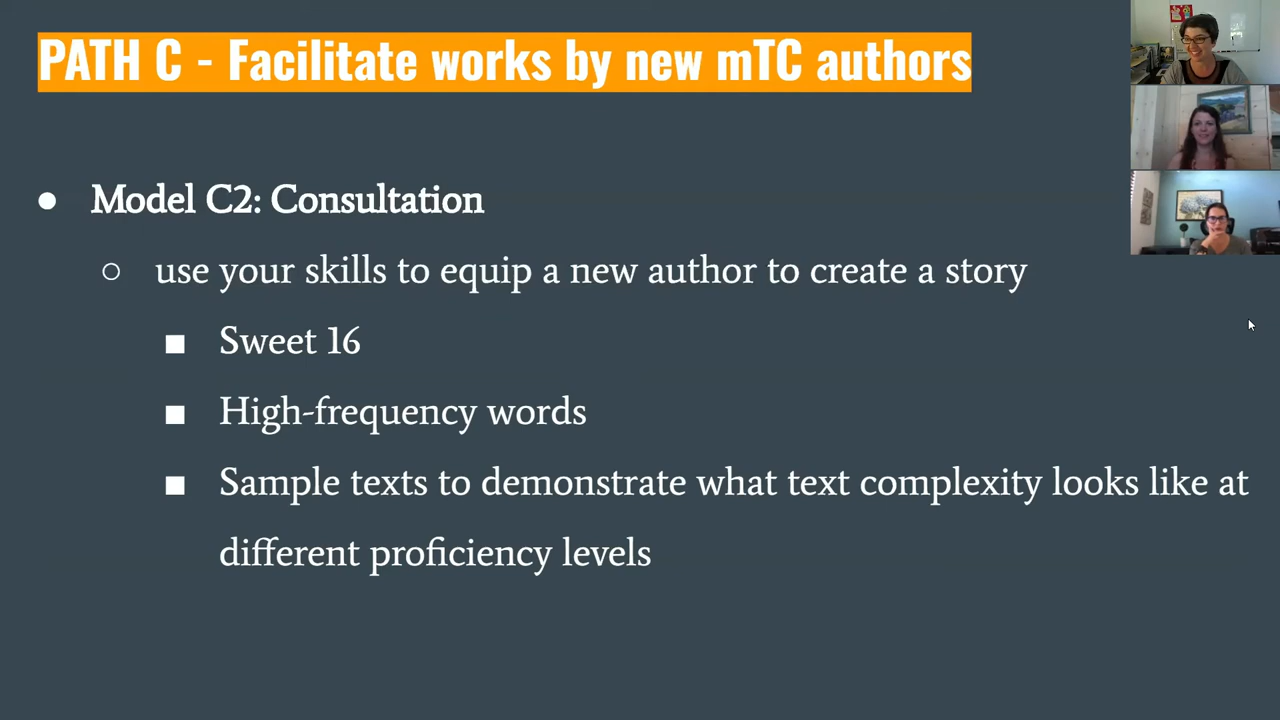 PATH C - Facilitate works by new mTC authors
● Model C2: Consultation
○ use your skills to equip a new author to create a story
■ Sweet 16
■ High-frequency words
■ Sample texts to demonstrate what text complexity looks like at
different proficiency levels